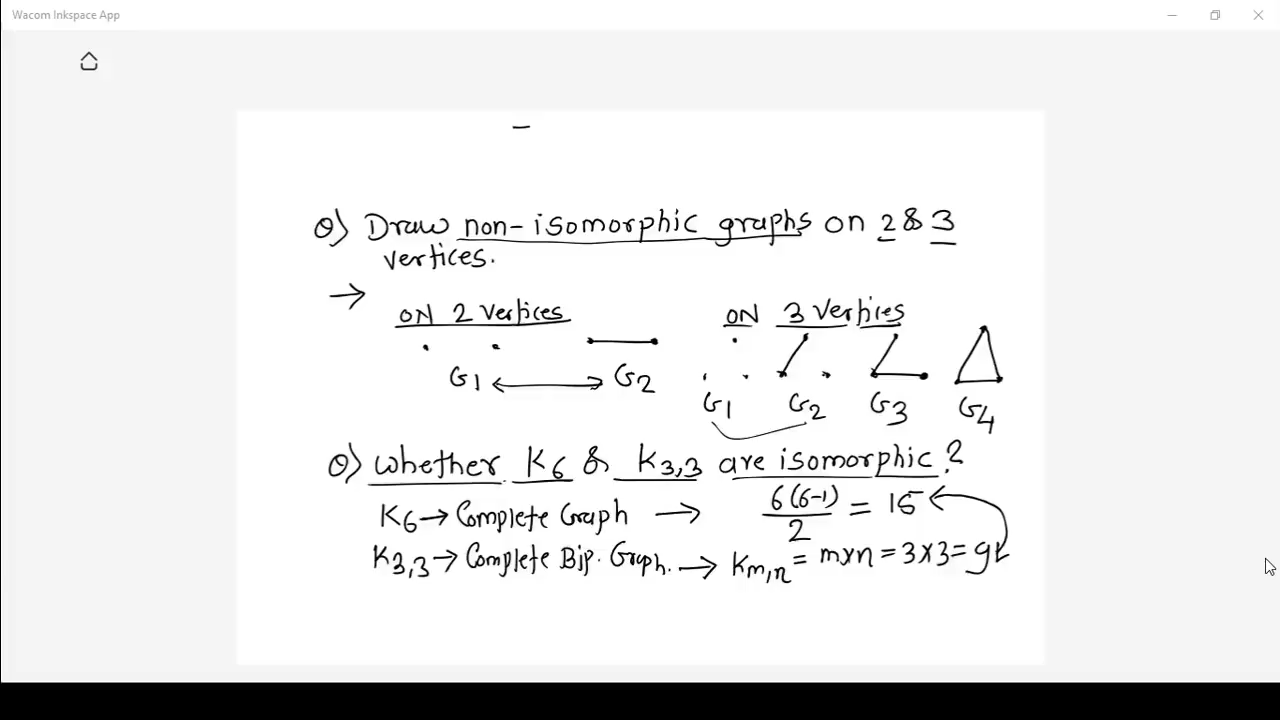 Wacom Inkspace App
Q) Draw non-isomorphic graphs on 2 & 3
vertices.
→
ON 2 vertices ON 3 Vertices
G1 ↔ G2 G1 G2 G3 G4
Q) Whether K6 & K3,3 are isomorphic ?
K6 → Complete Graph → 6(6-1)/2 = 15
K3,3 → Complete Bip. Graph. → Km,n = m×n = 3×3 = 9